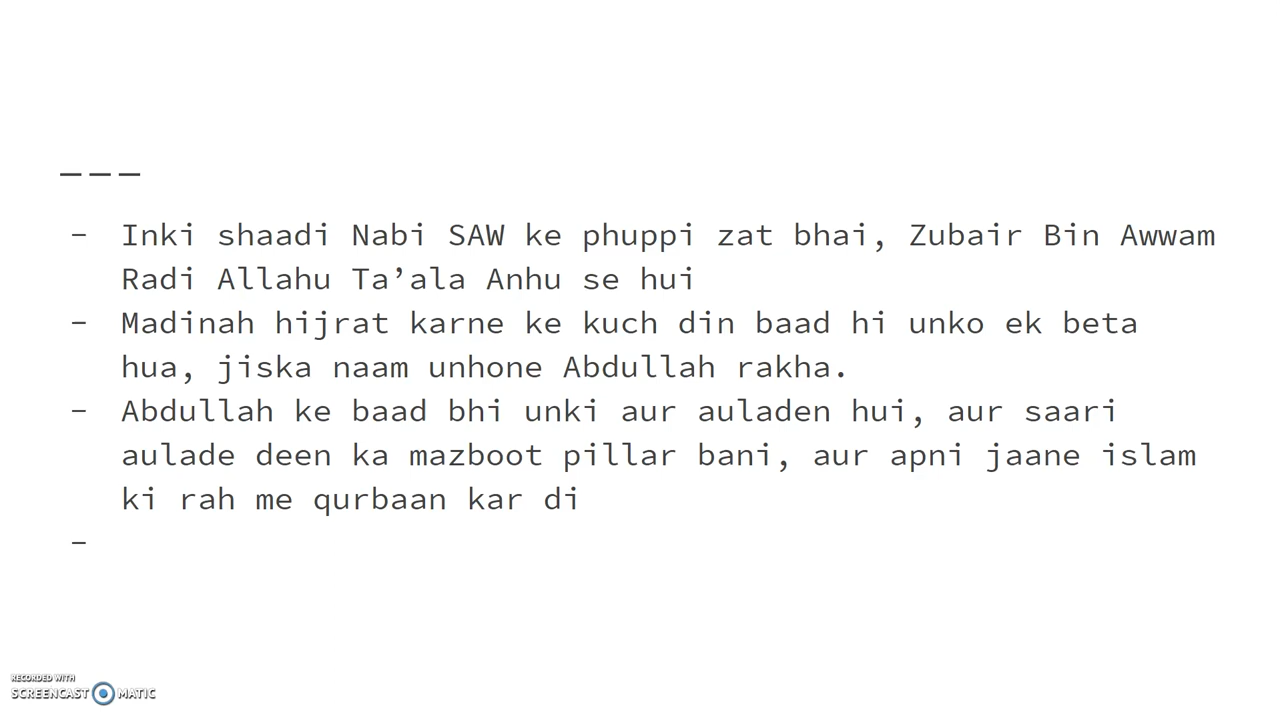 – Inki shaadi Nabi SAW ke phuppi zat bhai, Zubair Bin Awwam
Radi Allahu Ta’ala Anhu se hui
– Madinah hijrat karne ke kuch din baad hi unko ek beta
hua, jiska naam unhone Abdullah rakha.
– Abdullah ke baad bhi unki aur auladen hui, aur saari
aulade deen ka mazboot pillar bani, aur apni jaane islam
ki rah me qurbaan kar di
–
RECORDED WITH
SCREENCAST MATIC